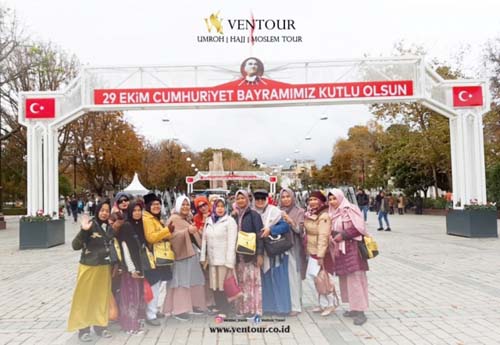 VENTOUR
UMROH | HAJJ | MOSLEM TOUR
29 EKİM CUMHURİYET BAYRAMIMIZ KUTLU OLSUN
www.ventour.co.id